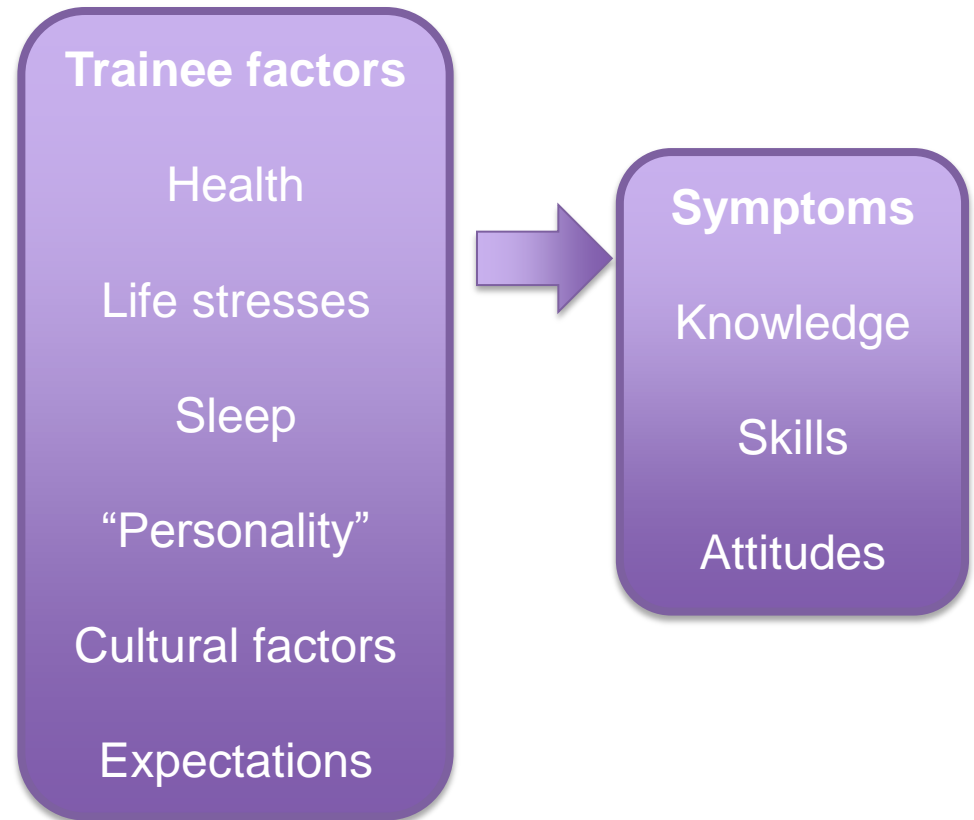 Trainee factors
Health
Life stresses
Sleep
“Personality”
Cultural factors
Expectations
Symptoms
Knowledge
Skills
Attitudes